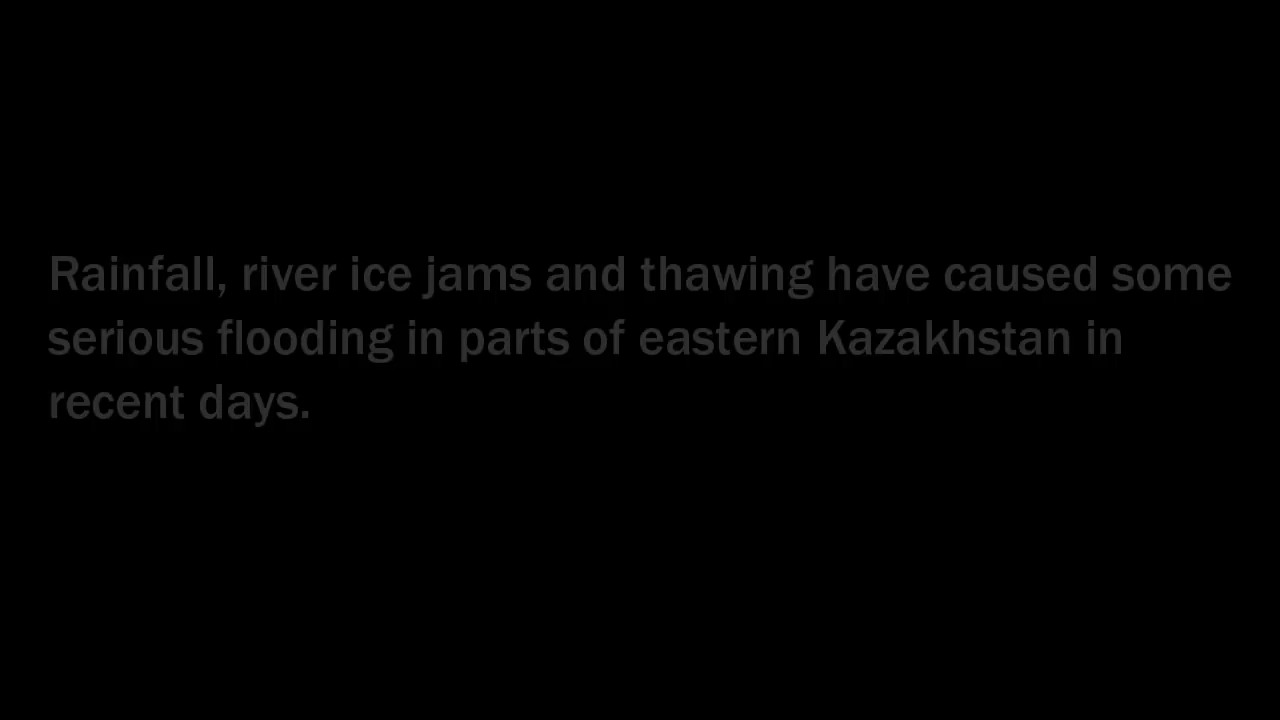 Rainfall, river ice jams and thawing have caused some
serious flooding in parts of eastern Kazakhstan in
recent days.